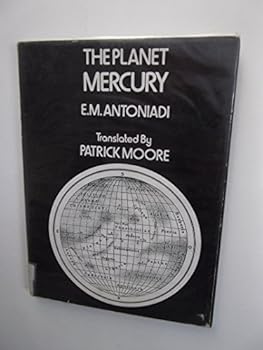 THE PLANET
MERCURY
E.M. ANTONIADI
Translated By
PATRICK MOORE